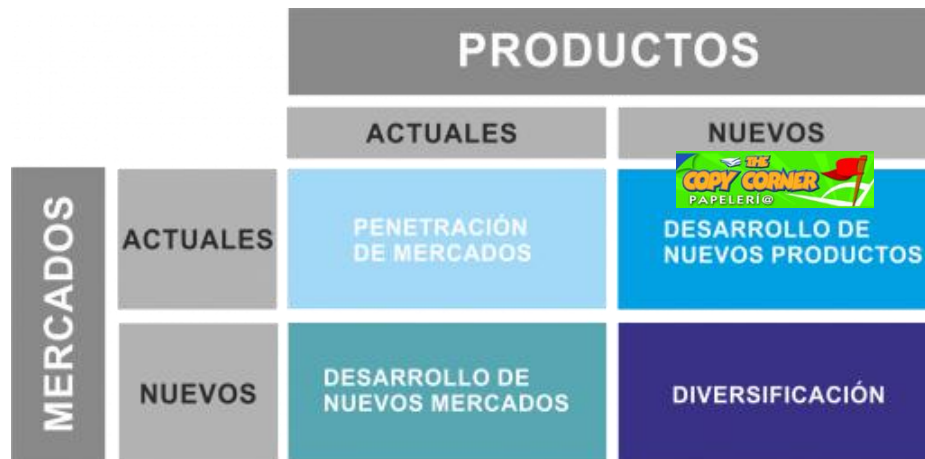 PRODUCTOS
ACTUALES
NUEVOS
THE
COPY CORNER
PAPELERÍ@
MERCADOS
ACTUALES
PENETRACIÓN
DE MERCADOS
DESARROLLO DE
NUEVOS PRODUCTOS
NUEVOS
DESARROLLO DE
NUEVOS MERCADOS
DIVERSIFICACIÓN